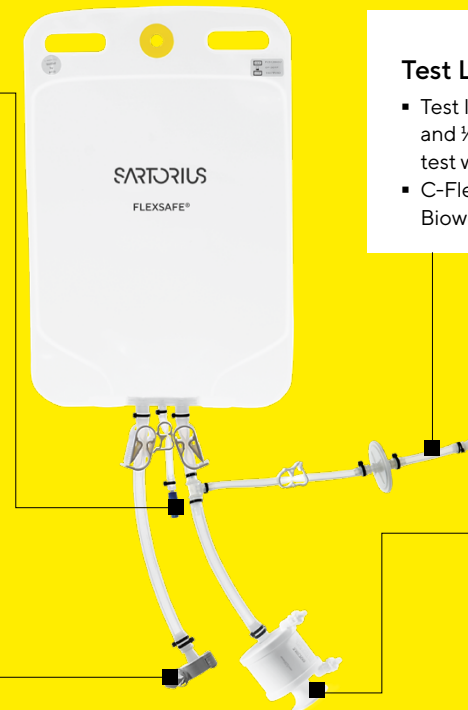 SARTORIUS
FLEXSAFE®
Test L
▪ Test l
and ½
test w
▪ C-Fle
Biow